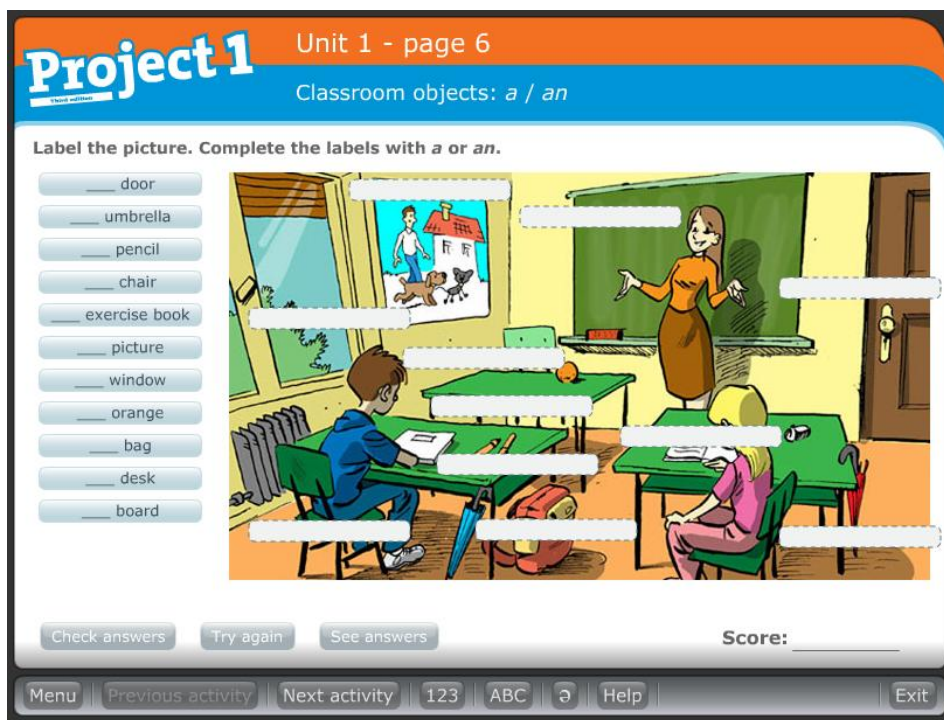 Project 1
Third edition
Unit 1 - page 6
Classroom objects: a / an
Label the picture. Complete the labels with a or an.
___ door
___ umbrella
___ pencil
___ chair
___ exercise book
___ picture
___ window
___ orange
___ bag
___ desk
___ board
Check answers
Try again
See answers
Score: ________
Menu
Previous activity
Next activity
123
ABC
ə
Help
Exit